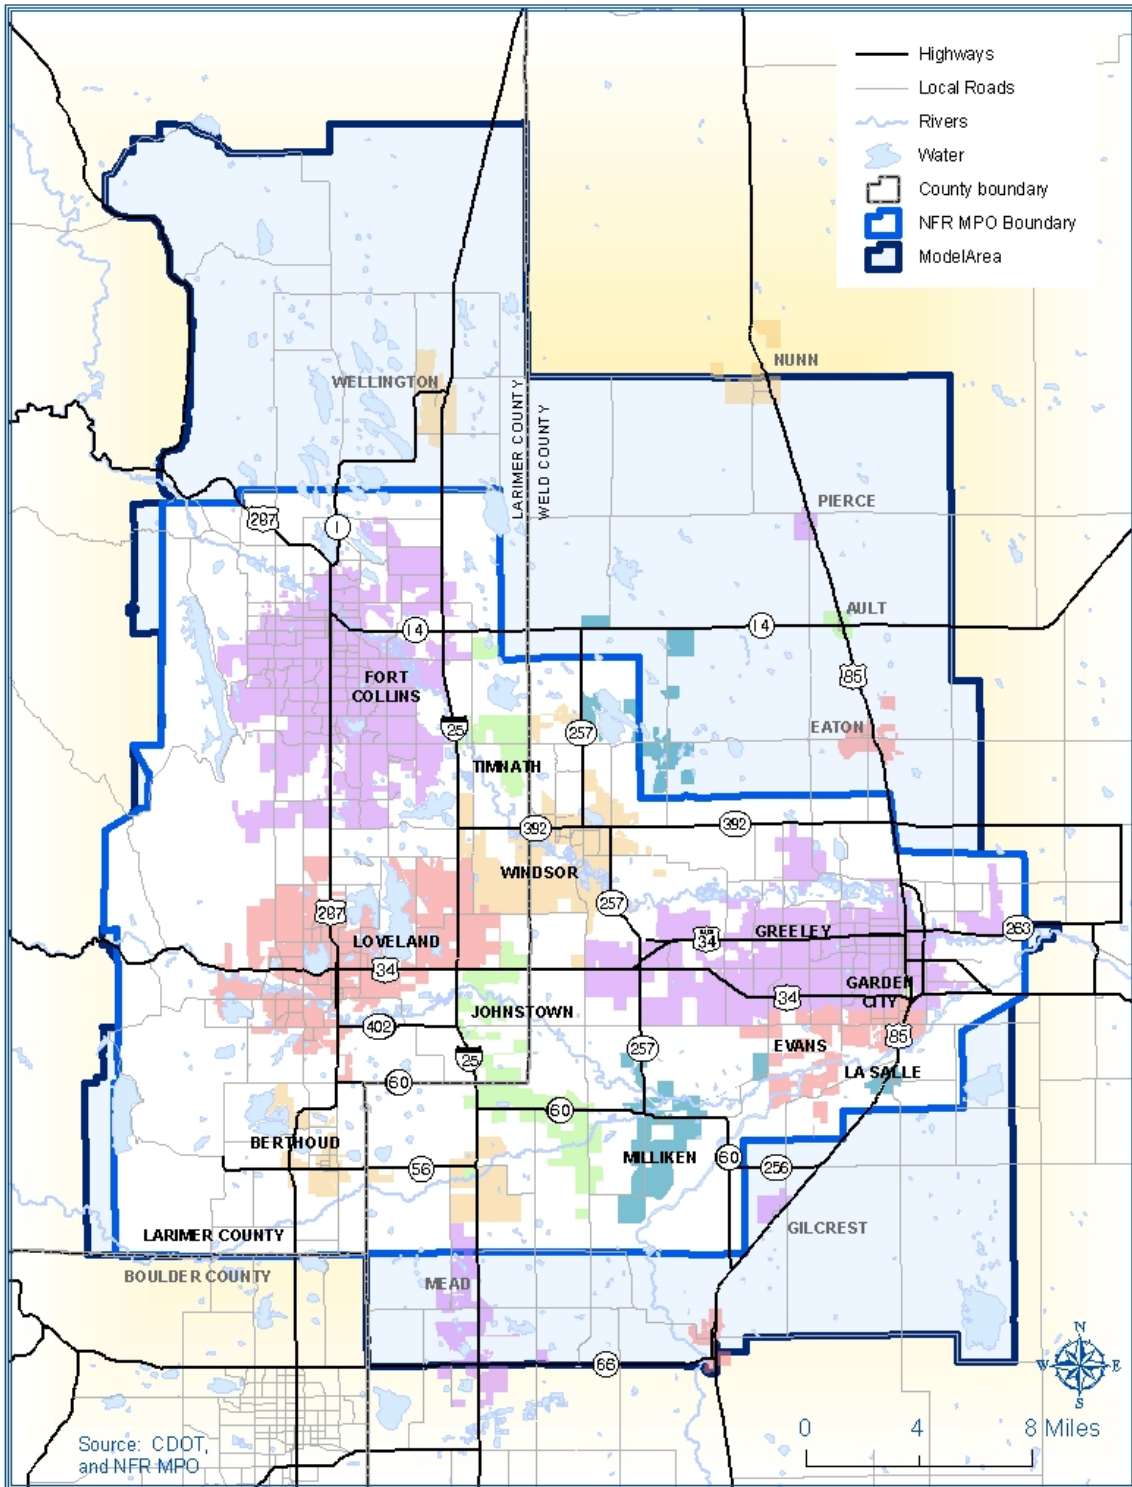 Highways
Local Roads
Rivers
Water
County boundary
NFR MPO Boundary
ModelArea
NUNN
WELLINGTON
LARIMER COUNTY
WELD COUNTY
PIERCE
287
1
AULT
14
14
FORT
COLLINS
85
EATON
25
257
TIMNATH
392
392
WINDSOR
257
287
LOVELAND
GREELEY
263
34
34
GARDEN
CITY
34
JOHNSTOWN
402
EVANS
85
257
25
LA SALLE
60
60
BERTHOUD
MILLIKEN
60
56
256
LARIMER COUNTY
GILCREST
BOULDER COUNTY
MEAD
66
N
W
E
S
0 4 8 Miles
Source: CDOT,
and NFR MPO